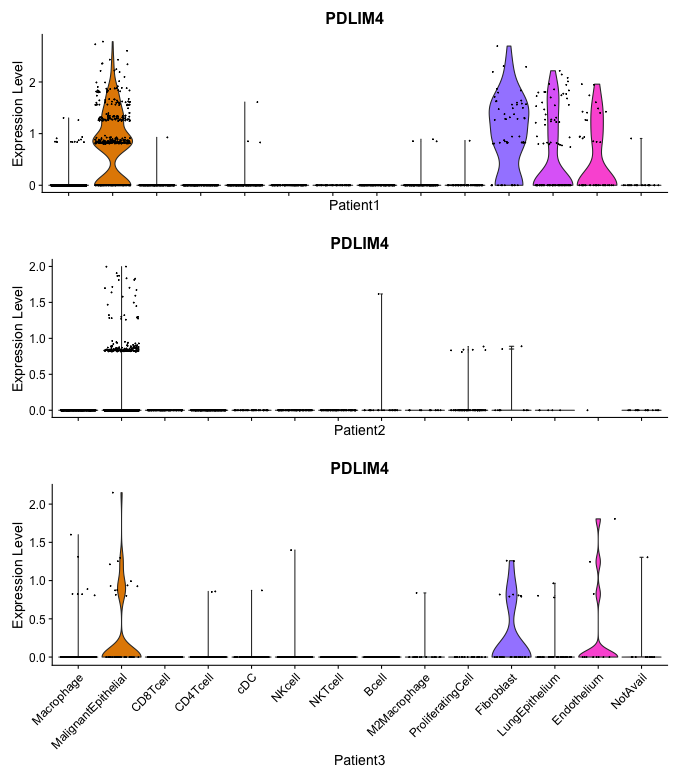 PDLIM4
Expression Level
2
1
0
Patient1
PDLIM4
Expression Level
2.0
1.5
1.0
0.5
0.0
Patient2
PDLIM4
Expression Level
2.0
1.5
1.0
0.5
0.0
Macrophage
MalignantEpithelial
CD8Tcell
CD4Tcell
cDC
NKcell
NKTcell
Bcell
M2Macrophage
ProliferatingCell
Fibroblast
LungEpithelium
Endothelium
NotAvail
Patient3